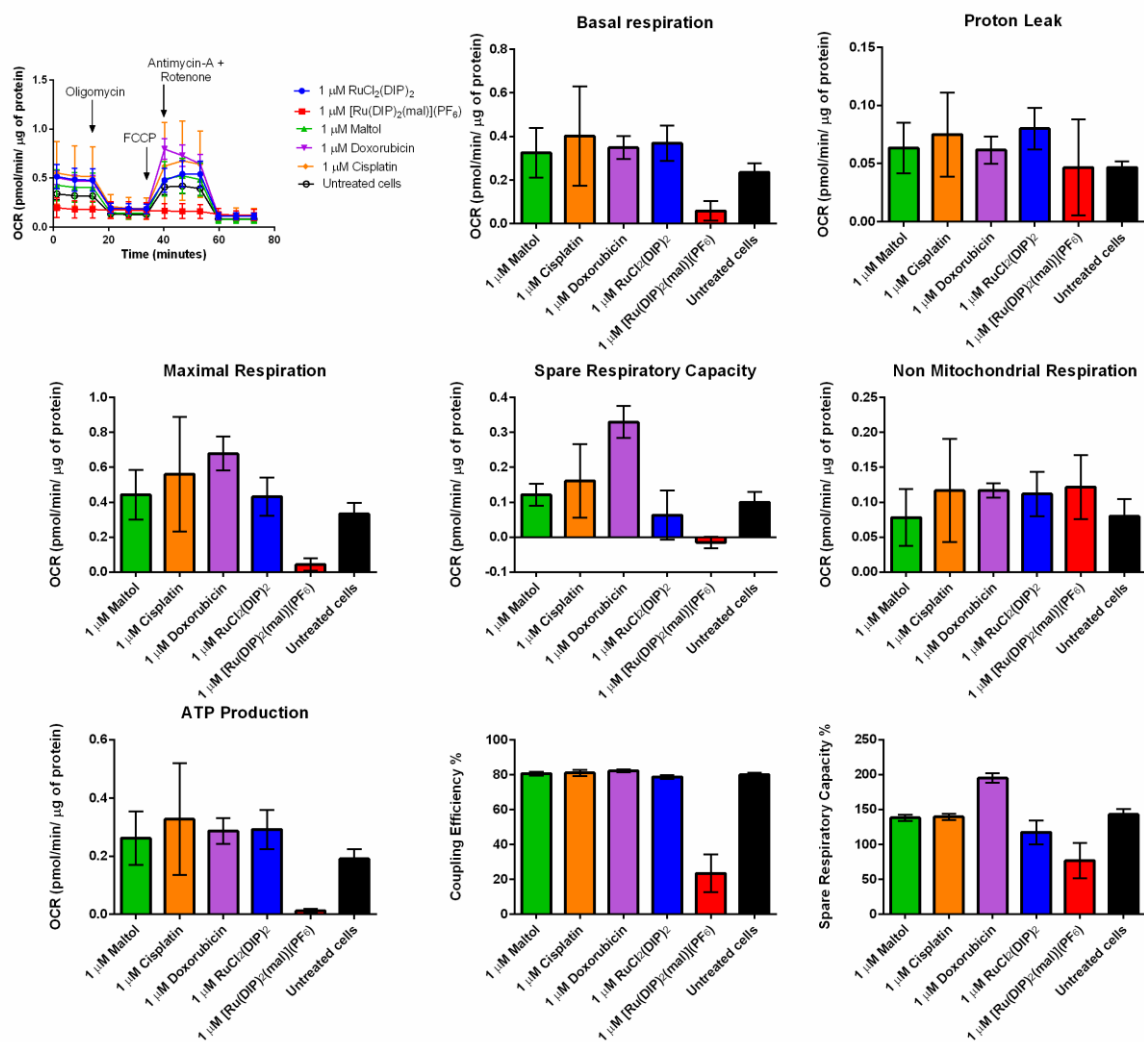 OCR (pmol/min/ μg of protein)
1.5
1.0
0.5
0.0
0
20
40
60
80
Time (minutes)
Oligomycin
FCCP
Antimycin-A +
Rotenone
1 μM RuCl2(DIP)2
1 μM [Ru(DIP)2(mal)](PF6)
1 μM Maltol
1 μM Doxorubicin
1 μM Cisplatin
Untreated cells
Basal respiration
OCR (pmol/min/ μg of protein)
0.8
0.6
0.4
0.2
0.0
1 μM Maltol
1 μM Cisplatin
1 μM Doxorubicin
1 μM RuCl2(DIP)2
1 μM [Ru(DIP)2(mal)](PF6)
Untreated cells
Proton Leak
OCR (pmol/min/ μg of protein)
0.15
0.10
0.05
0.00
1 μM Maltol
1 μM Cisplatin
1 μM Doxorubicin
1 μM RuCl2(DIP)2
1 μM [Ru(DIP)2(mal)](PF6)
Untreated cells
Maximal Respiration
OCR (pmol/min/ μg of protein)
1.0
0.8
0.6
0.4
0.2
0.0
1 μM Maltol
1 μM Cisplatin
1 μM Doxorubicin
1 μM RuCl2(DIP)2
1 μM [Ru(DIP)2(mal)](PF6)
Untreated cells
Spare Respiratory Capacity
OCR (pmol/min/ μg of protein)
0.4
0.3
0.2
0.1
0.0
-0.1
1 μM Maltol
1 μM Cisplatin
1 μM Doxorubicin
1 μM RuCl2(DIP)2
1 μM [Ru(DIP)2(mal)](PF6)
Untreated cells
Non Mitochondrial Respiration
OCR (pmol/min/ μg of protein)
0.25
0.20
0.15
0.10
0.05
0.00
1 μM Maltol
1 μM Cisplatin
1 μM Doxorubicin
1 μM RuCl2(DIP)2
1 μM [Ru(DIP)2(mal)](PF6)
Untreated cells
ATP Production
OCR (pmol/min/ μg of protein)
0.6
0.4
0.2
0.0
1 μM Maltol
1 μM Cisplatin
1 μM Doxorubicin
1 μM RuCl2(DIP)2
1 μM [Ru(DIP)2(mal)](PF6)
Untreated cells
Coupling Efficiency %
100
80
60
40
20
0
1 μM Maltol
1 μM Cisplatin
1 μM Doxorubicin
1 μM RuCl2(DIP)2
1 μM [Ru(DIP)2(mal)](PF6)
Untreated cells
Spare Respiratory Capacity %
250
200
150
100
50
0
1 μM Maltol
1 μM Cisplatin
1 μM Doxorubicin
1 μM RuCl2(DIP)2
1 μM [Ru(DIP)2(mal)](PF6)
Untreated cells